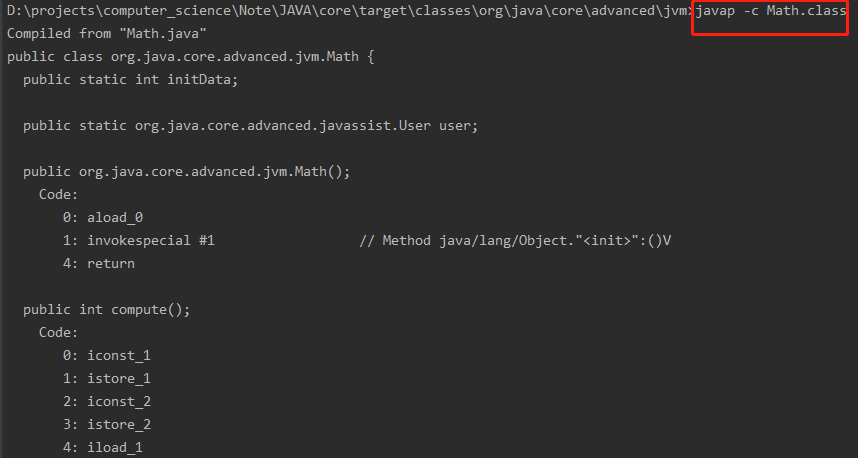 D:\projects\computer_science\Note\JAVA\core\target\classes\org\java\core\advanced\jvm>javap -c Math.class
Compiled from "Math.java"
public class org.java.core.advanced.jvm.Math {
  public static int initData;

  public static org.java.core.advanced.javassist.User user;

  public org.java.core.advanced.jvm.Math();
    Code:
       0: aload_0
       1: invokespecial #1                  // Method java/lang/Object."<init>":()V
       4: return

  public int compute();
    Code:
       0: iconst_1
       1: istore_1
       2: iconst_2
       3: istore_2
       4: iload_1